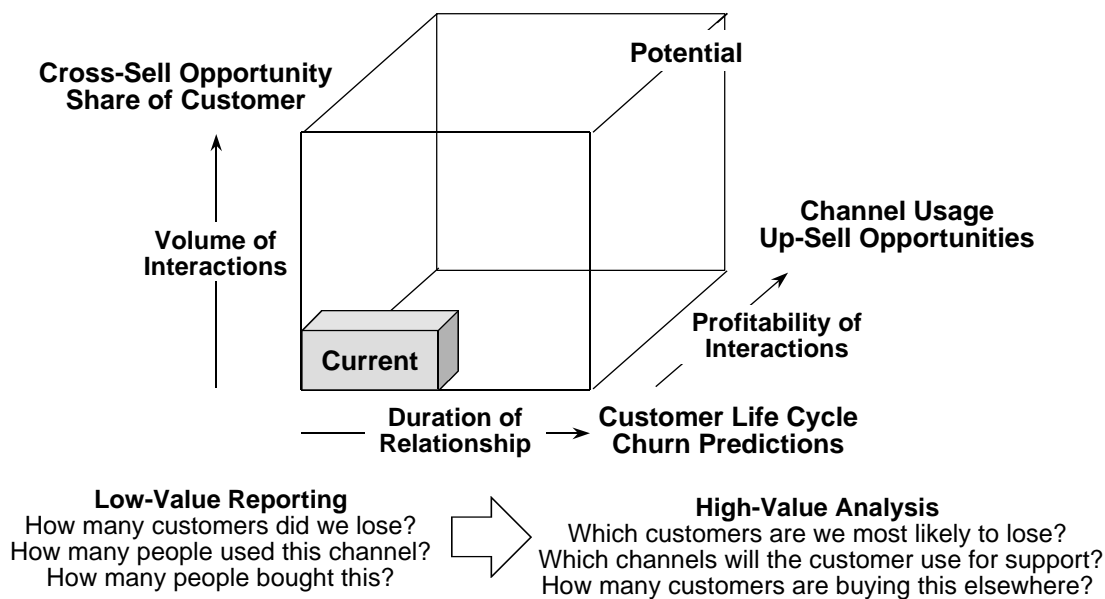 Potential
Cross-Sell Opportunity
Share of Customer
Channel Usage
Up-Sell Opportunities
Volume of
Interactions
Profitability of
Interactions
Current
Duration of
Relationship
Customer Life Cycle
Churn Predictions
Low-Value Reporting
How many customers did we lose?
How many people used this channel?
How many people bought this?
High-Value Analysis
Which customers are we most likely to lose?
Which channels will the customer use for support?
How many customers are buying this elsewhere?